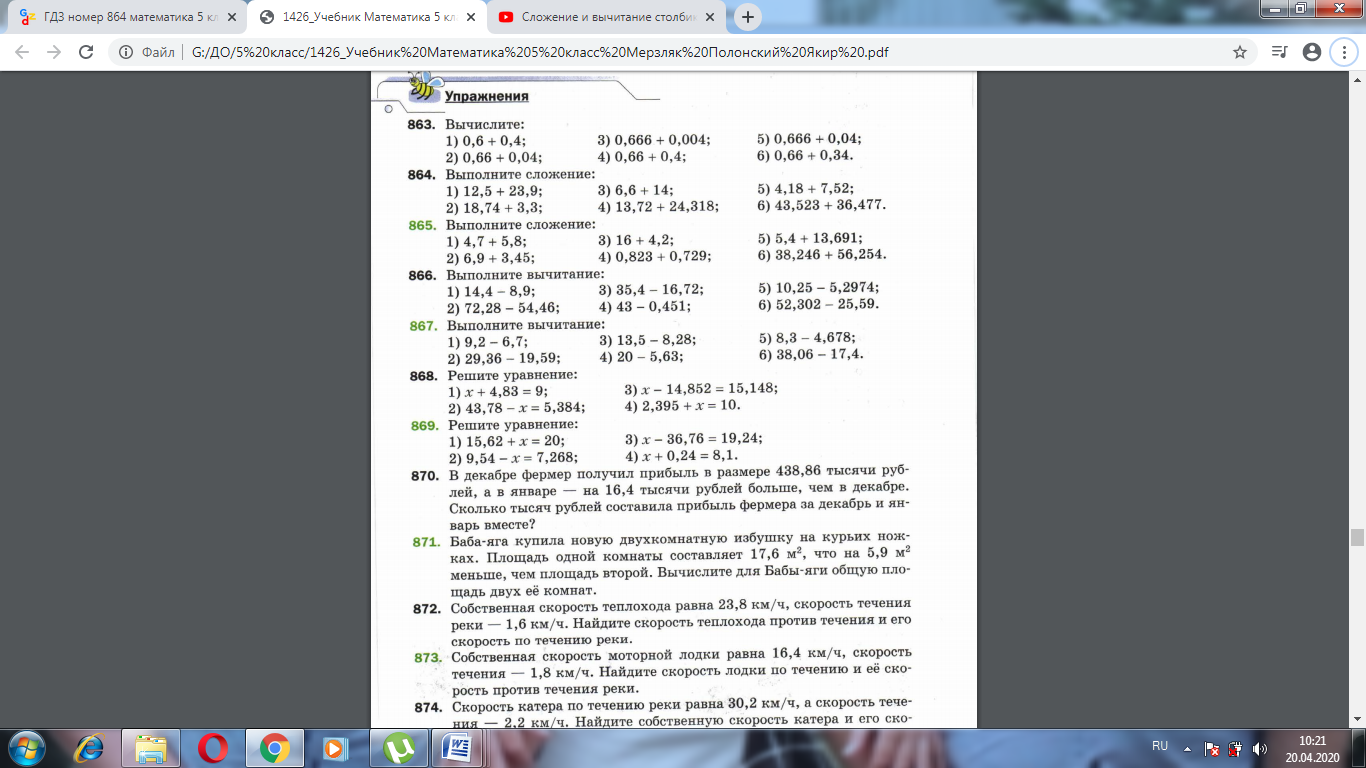 ГДЗ номер 864 математика 5 кл
1426_Учебник Математика 5 кл
Сложение и вычитание столби
Файл
G:/ДО/5%20класс/1426_Учебник%20Математика%205%20класс%20Мерзляк%20Полонский%20Якир%20.pdf
Упражнения
863. Вычислите:
1) 0,6 + 0,4; 3) 0,666 + 0,004; 5) 0,666 + 0,04;
2) 0,66 + 0,04; 4) 0,66 + 0,4; 6) 0,66 + 0,34.
864. Выполните сложение:
1) 12,5 + 23,9; 3) 6,6 + 14; 5) 4,18 + 7,52;
2) 18,74 + 3,3; 4) 13,72 + 24,318; 6) 43,523 + 36,477.
865. Выполните сложение:
1) 4,7 + 5,8; 3) 16 + 4,2; 5) 5,4 + 13,691;
2) 6,9 + 3,45; 4) 0,823 + 0,729; 6) 38,246 + 56,254.
866. Выполните вычитание:
1) 14,4 – 8,9; 3) 35,4 – 16,72; 5) 10,25 – 5,2974;
2) 72,28 – 54,46; 4) 43 – 0,451; 6) 52,302 – 25,59.
867. Выполните вычитание:
1) 9,2 – 6,7; 3) 13,5 – 8,28; 5) 8,3 – 4,678;
2) 29,36 – 19,59; 4) 20 – 5,63; 6) 38,06 – 17,4.
868. Решите уравнение:
1) x + 4,83 = 9; 3) x – 14,852 = 15,148;
2) 43,78 – x = 5,384; 4) 2,395 + x = 10.
869. Решите уравнение:
1) 15,62 + x = 20; 3) x – 36,76 = 19,24;
2) 9,54 – x = 7,268; 4) x + 0,24 = 8,1.
870. В декабре фермер получил прибыль в размере 438,86 тысячи руб-
лей, а в январе — на 16,4 тысячи рублей больше, чем в декабре.
Сколько тысяч рублей составила прибыль фермера за декабрь и ян-
варь вместе?
871. Баба-яга купила новую двухкомнатную избушку на курьих нож-
ках. Площадь одной комнаты составляет 17,6 м², что на 5,9 м²
меньше, чем площадь второй. Вычислите для Бабы-яги общую пло-
щадь двух её комнат.
872. Собственная скорость теплохода равна 23,8 км/ч, скорость течения
реки — 1,6 км/ч. Найдите скорость теплохода против течения и его
скорость по течению реки.
873. Собственная скорость моторной лодки равна 16,4 км/ч, скорость
течения — 1,8 км/ч. Найдите скорость лодки по течению и её ско-
рость против течения реки.
874. Скорость катера по течению реки равна 30,2 км/ч, а скорость тече-
ния — 2,2 км/ч. Найдите собственную скорость катера и его ско-
RU
10:21
20.04.2020